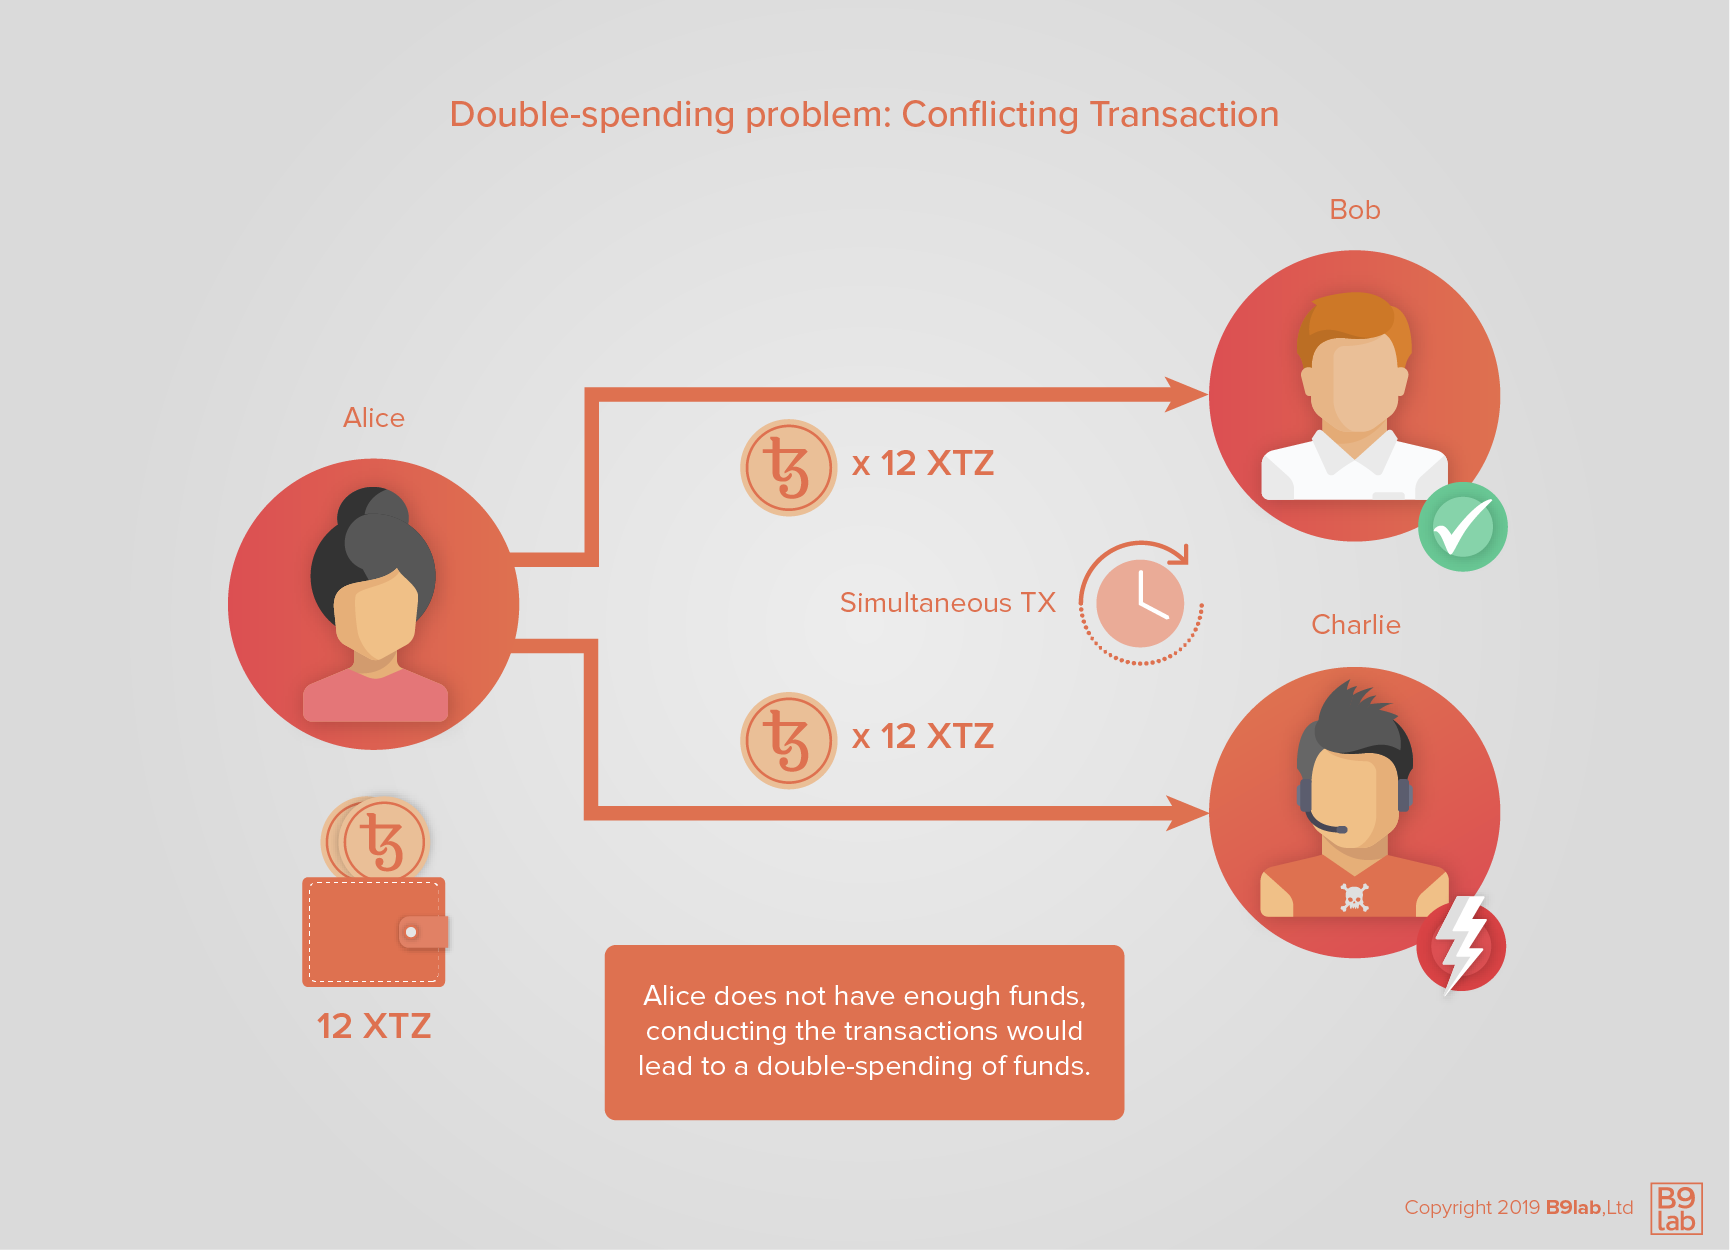 Double-spending problem: Conflicting Transaction
Bob
Alice
x 12 XTZ
Simultaneous TX
Charlie
x 12 XTZ
12 XTZ
Alice does not have enough funds,
conducting the transactions would
lead to a double-spending of funds.
Copyright 2019 B9lab,Ltd
B9
lab